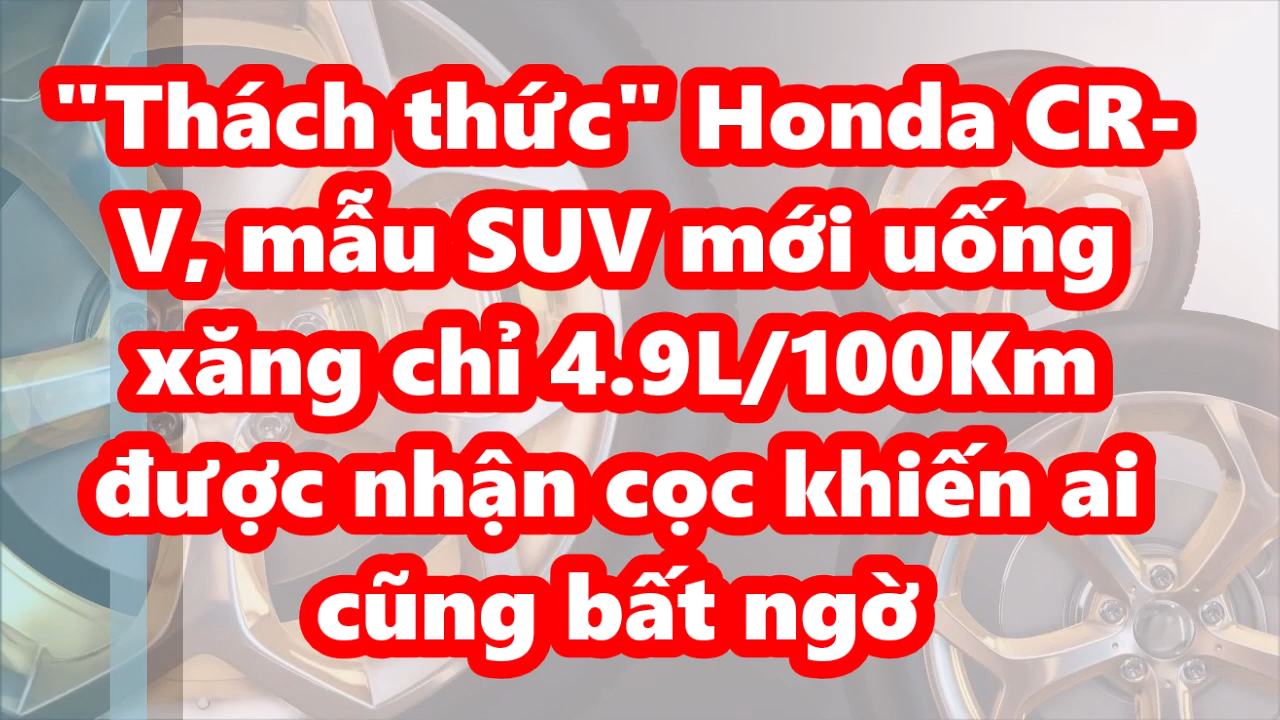 "Thách thức" Honda CR-
V, mẫu SUV mới uống
xăng chỉ 4.9L/100Km
được nhận cọc khiến ai
cũng bất ngờ